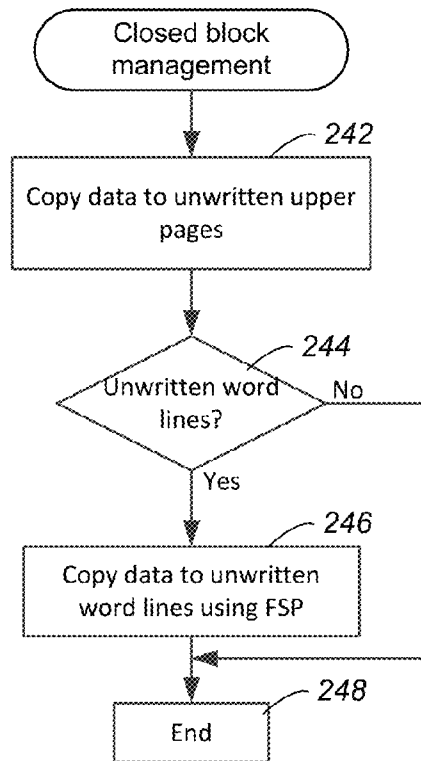 Closed block
management
242
Copy data to unwritten upper
pages
244
Unwritten word
lines?
No
Yes
246
Copy data to unwritten
word lines using FSP
248
End